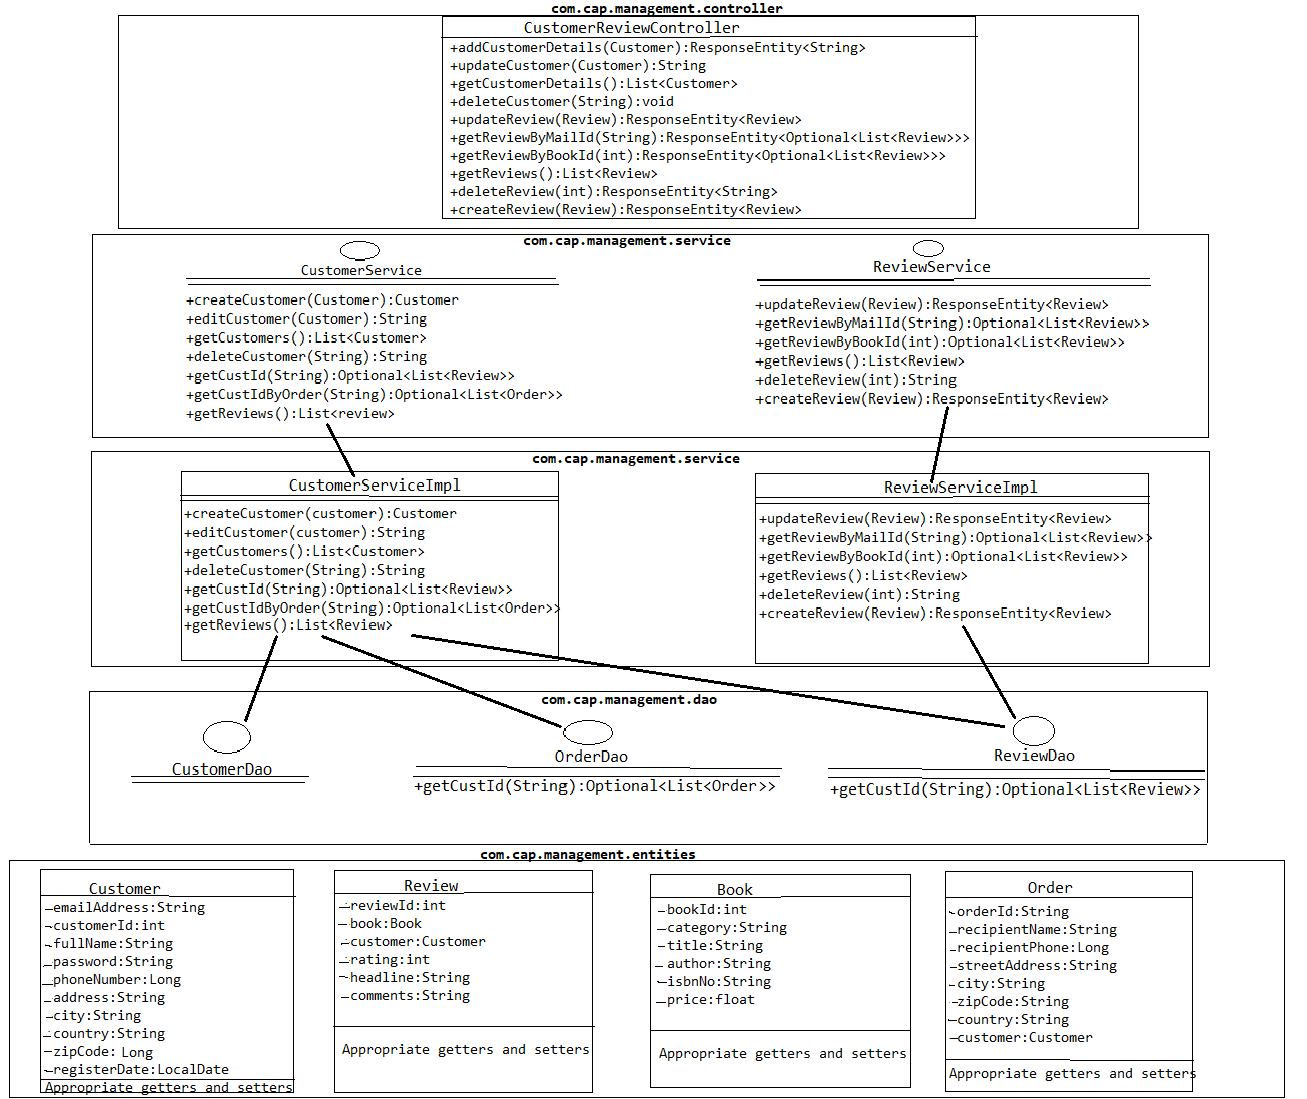 com.cap.management.controller
CustomerReviewController
+addCustomerDetails(Customer):ResponseEntity<String>
+updateCustomer(Customer):String
+getCustomerDetails():List<Customer>
+deleteCustomer(String):void
+updateReview(Review):ResponseEntity<Review>
+getReviewByMailId(String):ResponseEntity<Optional<List<Review>>>
+getReviewByBookId(int):ResponseEntity<Optional<List<Review>>>
+getReviews():List<Review>
+deleteReview(int):ResponseEntity<String>
+createReview(Review):ResponseEntity<Review>
com.cap.management.service
CustomerService
+createCustomer(Customer):Customer
+editCustomer(Customer):String
+getCustomers():List<Customer>
+deleteCustomer(String):String
+getCustId(String):Optional<List<Review>>
+getCustIdByOrder(String):Optional<List<Order>>
+getReviews():List<review>
ReviewService
+updateReview(Review):ResponseEntity<Review>
+getReviewByMailId(String):Optional<List<Review>>
+getReviewByBookId(int):Optional<List<Review>>
+getReviews():List<Review>
+deleteReview(int):String
+createReview(Review):ResponseEntity<Review>
com.cap.management.service
CustomerServiceImpl
+createCustomer(customer):Customer
+editCustomer(customer):String
+getCustomers():List<Customer>
+deleteCustomer(String):String
+getCustId(String):Optional<List<Review>>
+getCustIdByOrder(String):Optional<List<Order>>
+getReviews():List<Review>
ReviewServiceImpl
+updateReview(Review):ResponseEntity<Review>
+getReviewByMailId(String):Optional<List<Review>>
+getReviewByBookId(int):Optional<List<Review>>
+getReviews():List<Review>
+deleteReview(int):String
+createReview(Review):ResponseEntity<Review>
com.cap.management.dao
CustomerDao
OrderDao
+getCustId(String):Optional<List<Order>>
ReviewDao
+getCustId(String):Optional<List<Review>>
com.cap.management.entities
Customer
-emailAddress:String
-customerId:int
-fullName:String
-password:String
-phoneNumber:Long
-address:String
-city:String
-country:String
-zipCode: Long
-registerDate:LocalDate
Appropriate getters and setters
Review
-reviewId:int
-book:Book
-customer:Customer
-rating:int
-headline:String
-comments:String
Appropriate getters and setters
Book
-bookId:int
-category:String
-title:String
-author:String
-isbnNo:String
-price:float
Appropriate getters and setters
Order
-orderId:String
-recipientName:String
-recipientPhone:Long
-streetAddress:String
-city:String
-zipCode:String
-country:String
-customer:Customer
Appropriate getters and setters